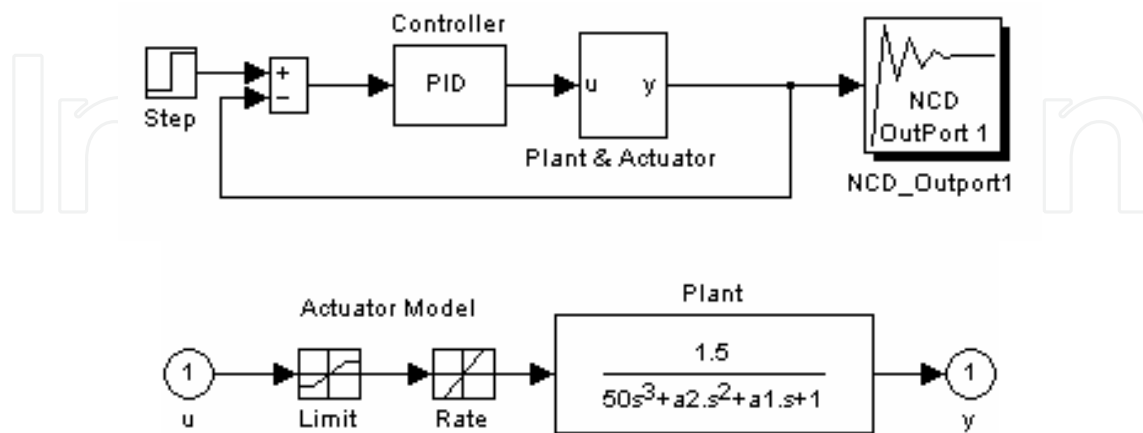 Controller
+
−
PID
u y
NCD
OutPort 1
Step
Plant & Actuator
NCD_Outport1
Actuator Model
Plant
1
1.5
50s³+a2.s²+a1.s+1
1
u
Limit
Rate
y